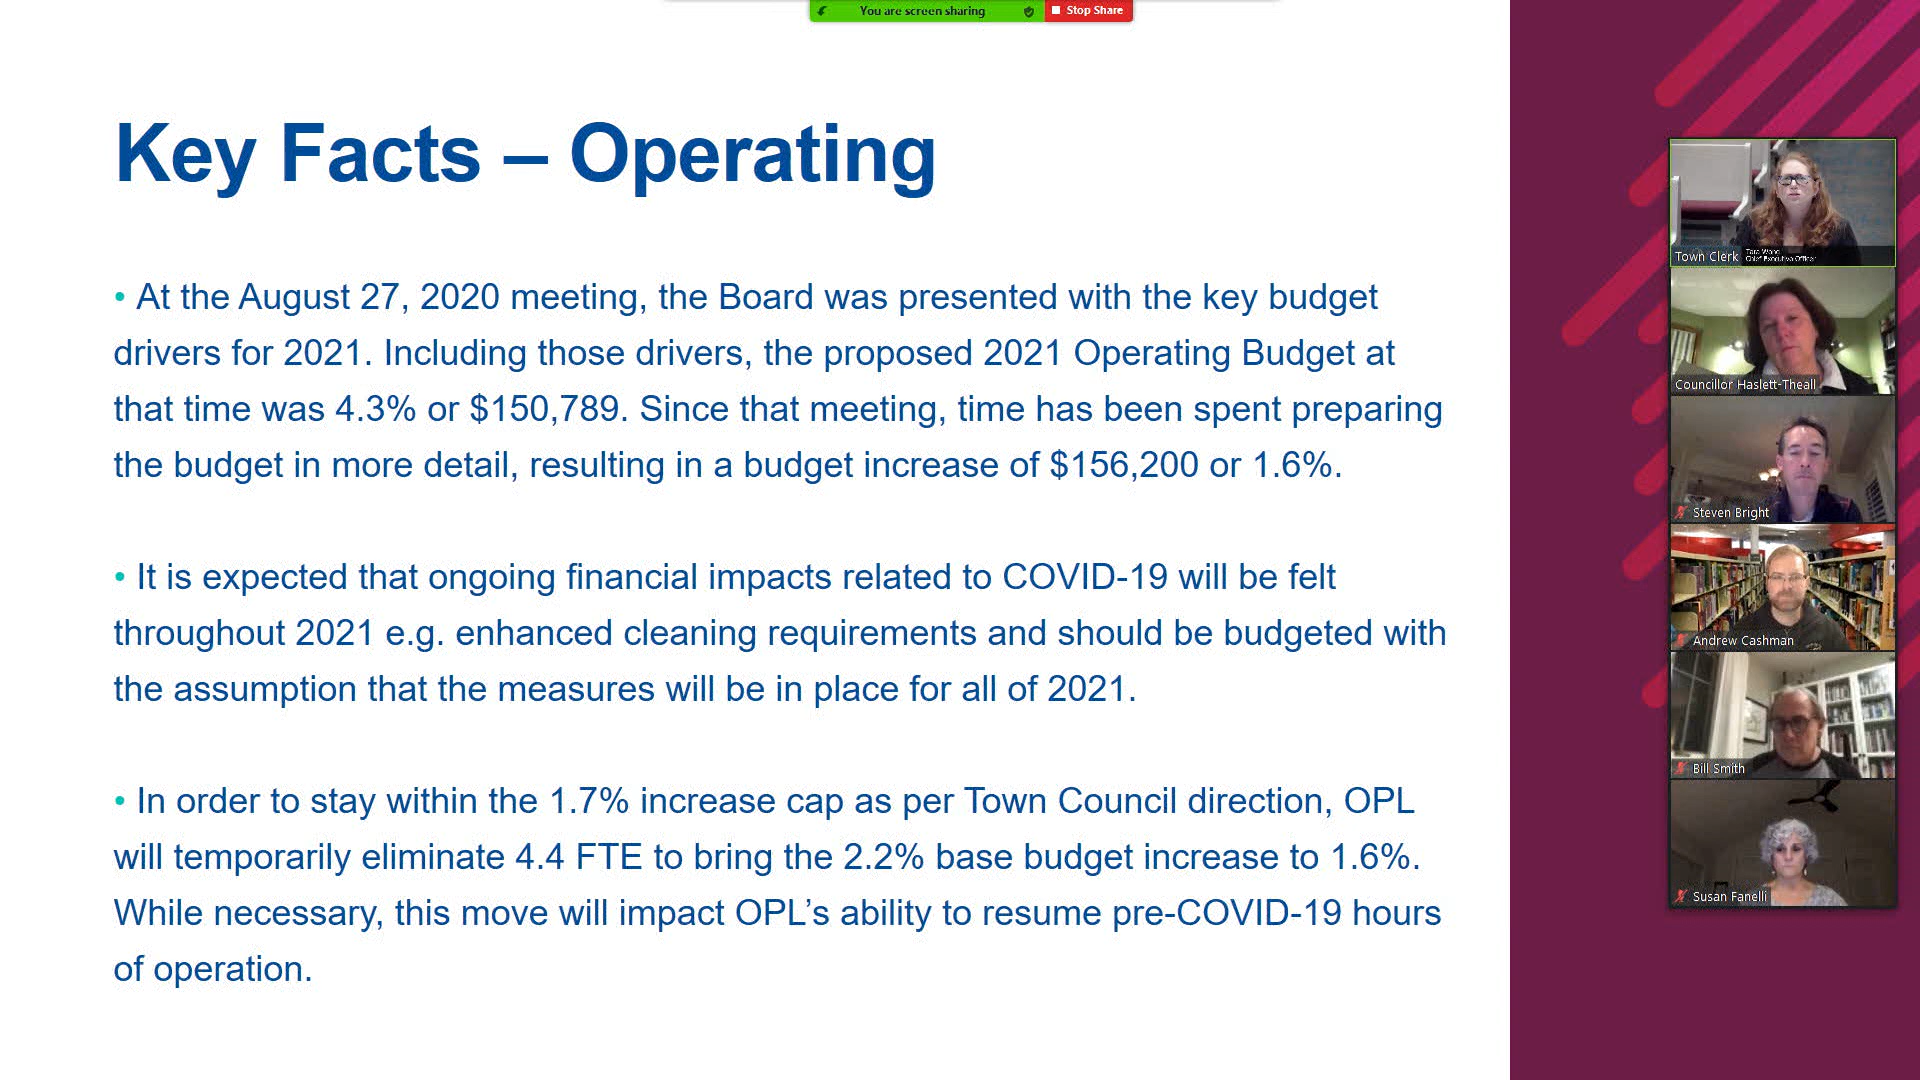 You are screen sharing
Stop Share
Key Facts – Operating
• At the August 27, 2020 meeting, the Board was presented with the key budget
drivers for 2021. Including those drivers, the proposed 2021 Operating Budget at
that time was 4.3% or $150,789. Since that meeting, time has been spent preparing
the budget in more detail, resulting in a budget increase of $156,200 or 1.6%.
• It is expected that ongoing financial impacts related to COVID-19 will be felt
throughout 2021 e.g. enhanced cleaning requirements and should be budgeted with
the assumption that the measures will be in place for all of 2021.
• In order to stay within the 1.7% increase cap as per Town Council direction, OPL
will temporarily eliminate 4.4 FTE to bring the 2.2% base budget increase to 1.6%.
While necessary, this move will impact OPL’s ability to resume pre-COVID-19 hours
of operation.
Town Clerk
Tara Wong
Chief Executive Officer
Councillor Haslett-Theall
Steven Bright
Andrew Cashman
Bill Smith
Susan Fanelli